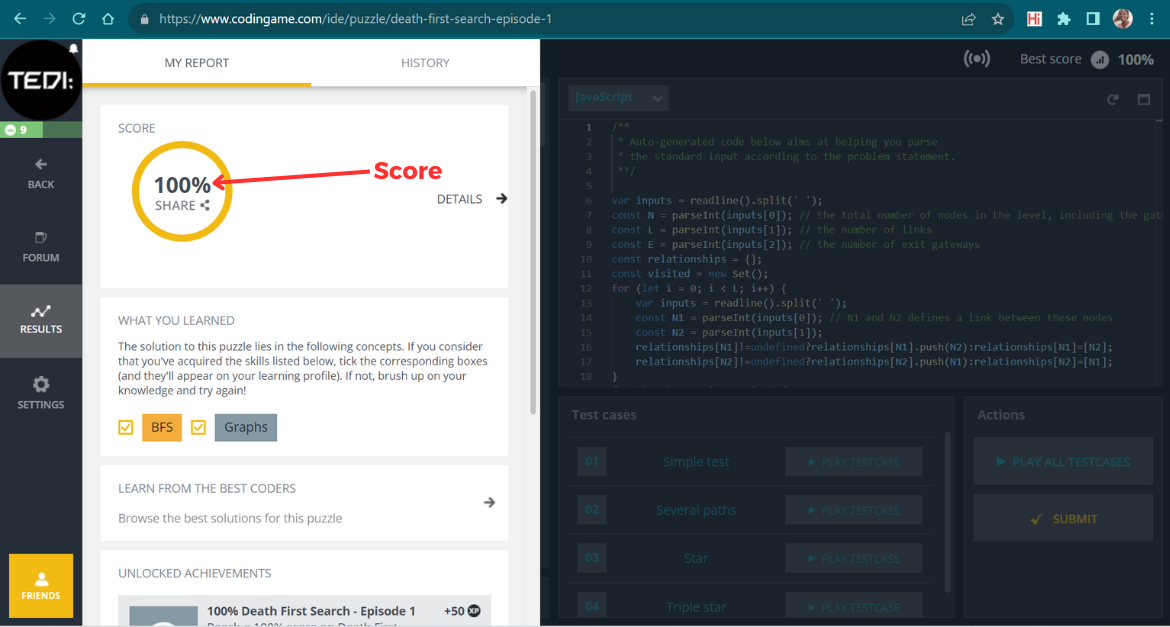 https://www.codingame.com/ide/puzzle/death-first-search-episode-1
Hi
TEDI:
9
BACK
FORUM
RESULTS
SETTINGS
FRIENDS
MY REPORT
HISTORY
SCORE
100%
SHARE
Score
DETAILS
WHAT YOU LEARNED
The solution to this puzzle lies in the following concepts. If you consider
that you've acquired the skills listed below, tick the corresponding boxes
(and they'll appear on your learning profile). If not, brush up on your
knowledge and try again!
BFS
Graphs
LEARN FROM THE BEST CODERS
Browse the best solutions for this puzzle
UNLOCKED ACHIEVEMENTS
100% Death First Search - Episode 1 +50 XP
Best score 100%
JavaScript
1 /**
2 * Auto-generated code below aims at helping you parse
3 * the standard input according to the problem statement.
4 **/
5
6 var inputs = readline().split(' ');
7 const N = parseInt(inputs[0]); // the total number of nodes in the level, including the gat
8 const L = parseInt(inputs[1]); // the number of links
9 const E = parseInt(inputs[2]); // the number of exit gateways
10 const relationships = {};
11 const visited = new Set();
12 for (let i = 0; i < L; i++) {
13 var inputs = readline().split(' ');
14 const N1 = parseInt(inputs[0]); // N1 and N2 defines a link between these nodes
15 const N2 = parseInt(inputs[1]);
16 relationships[N1]!=undefined?relationships[N1].push(N2):relationships[N1]=[N2];
17 relationships[N2]!=undefined?relationships[N2].push(N1):relationships[N2]=[N1];
18 }
Test cases
01 Simple test PLAY TESTCASE
02 Several paths PLAY TESTCASE
03 Star PLAY TESTCASE
04 Triple star PLAY TESTCASE
Actions
PLAY ALL TESTCASES
SUBMIT